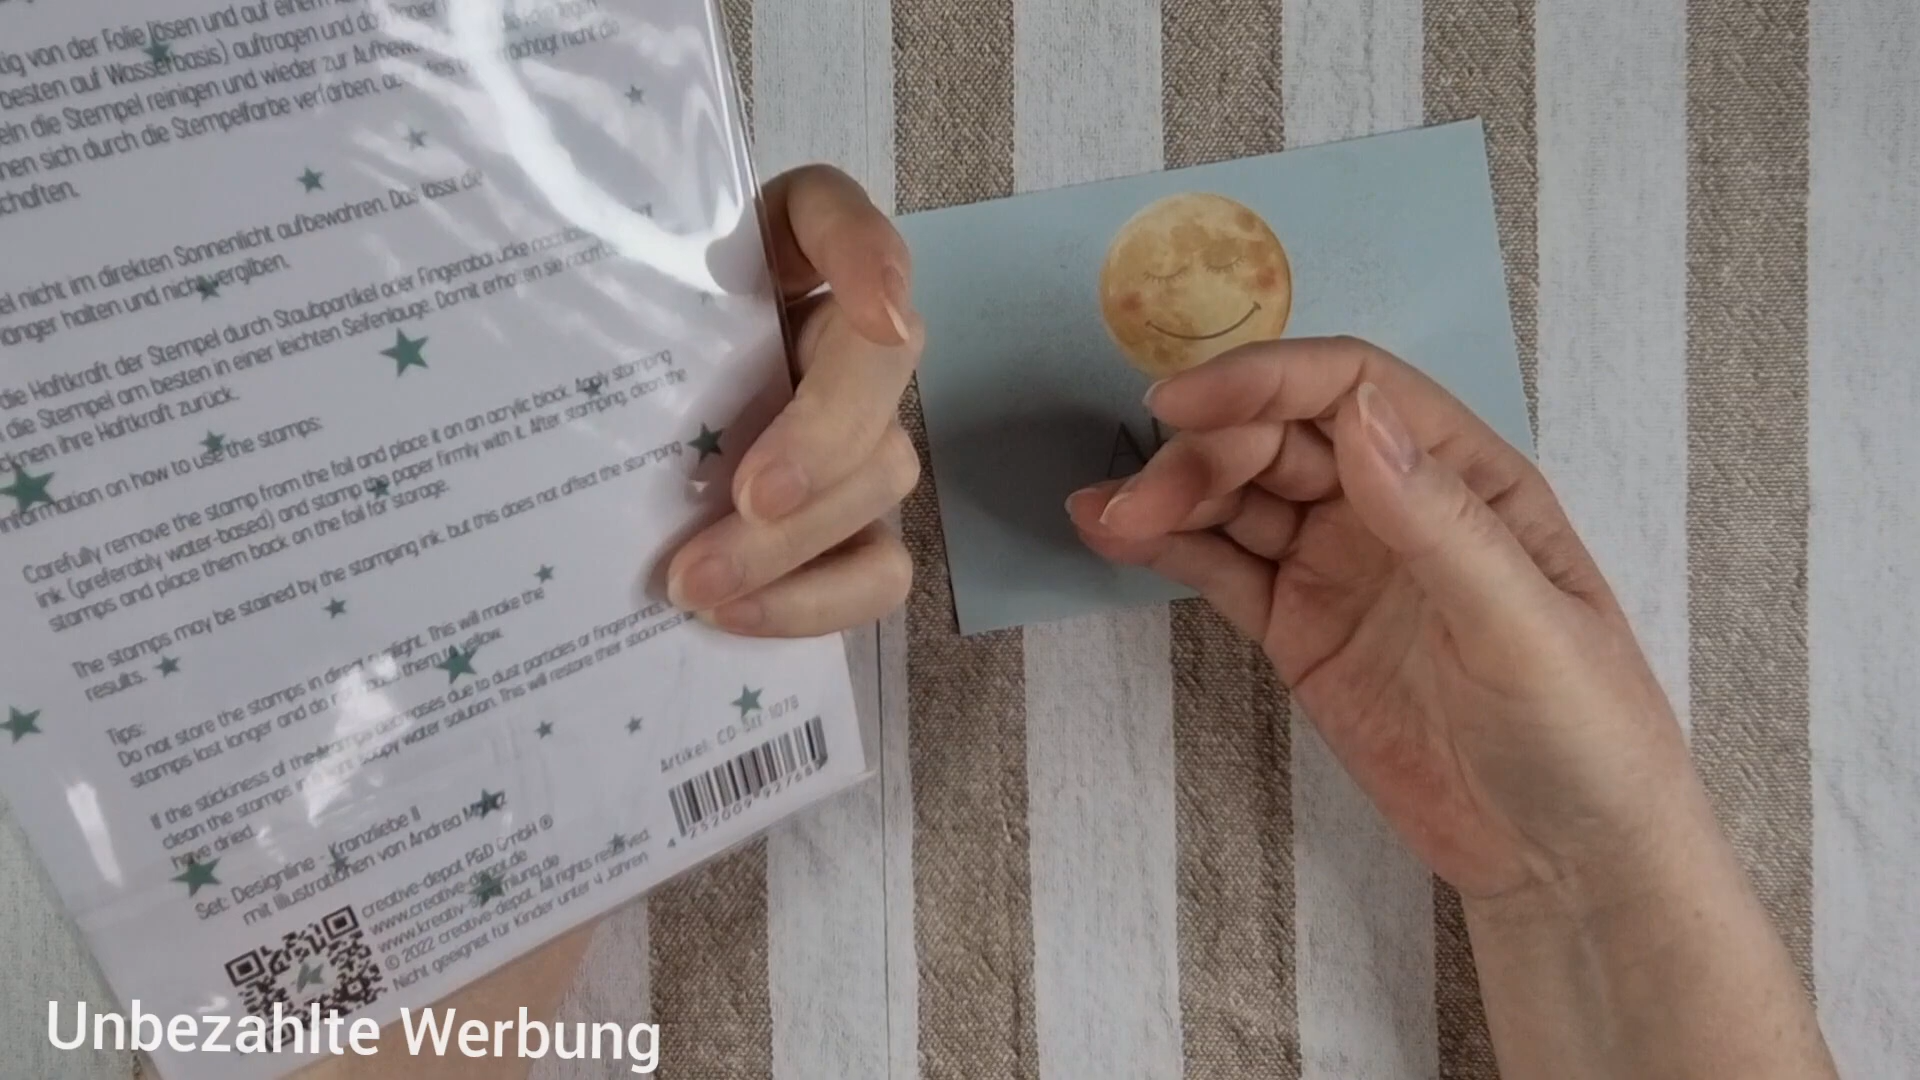 tig von der Folie lösen und auf einem
besten auf Wasserbasis) auftragen und das Papier
eln die Stempel reinigen und wieder zur
nen sich durch die Stempelfarbe verfärben, nicht die
schaften.
el nicht im direkten Sonnenlicht aufbewahren. Das lässt die
länger halten und nicht vergilben.
die Haftkraft der Stempel durch Staubpartikel oder Fingerabdrücke
die Stempel am besten in einer leichten Seifenlauge. Damit erhalten sie nach
cknen ihre Haftkraft zurück.
information on how to use the stamps:
Carefully remove the stamp from the foil and place it on an acrylic block. Apply stamping
ink (preferably water-based) and stamp the paper firmly with it. After stamping, clean the
stamps and place them back on the foil for storage.
The stamps may be stained by the stamping ink, but this does not affect the stamping
results.
Tips:
Do not store the stamps in direct sunlight. This will make the
stamps last longer and do not cause them to yellow.
If the stickiness of the stamps decreases due to dust particles or fingerprints,
clean the stamps in a light soapy water solution. This will restore their stickiness
have dried.
Set: Designline - Kranzliebe II
mit Illustrationen von Andrea
creative-depot P&D GmbH ®
www.creative-depot.de
www.kreativ-sammlung.de
© 2022 creative-depot. All rights reserved.
Nicht geeignet für Kinder unter 4 Jahren
Artikel: CD-SET-1078
A
Unbezahlte Werbung